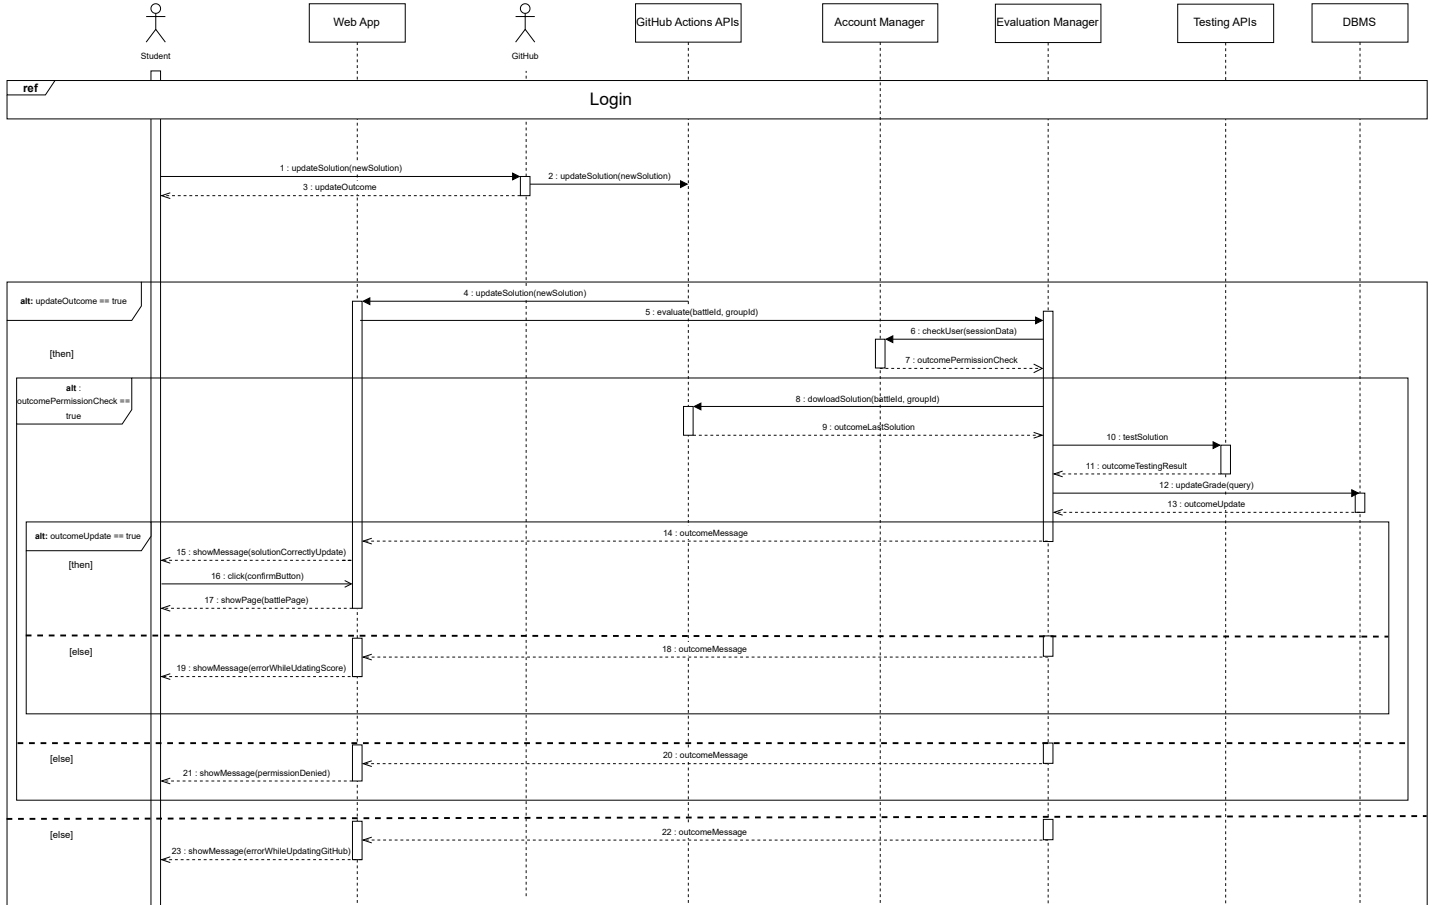 Student
Web App
GitHub
GitHub Actions APIs
Account Manager
Evaluation Manager
Testing APIs
DBMS
ref
Login
1 : updateSolution(newSolution)
2 : updateSolution(newSolution)
3 : updateOutcome
alt: updateOutcome == true
4 : updateSolution(newSolution)
5 : evaluate(battleId, groupId)
6 : checkUser(sessionData)
[then]
7 : outcomePermissionCheck
alt :
outcomePermissionCheck ==
true
8 : dowloadSolution(battleId, groupId)
9 : outcomeLastSolution
10 : testSolution
11 : outcomeTestingResult
12 : updateGrade(query)
13 : outcomeUpdate
alt: outcomeUpdate == true
14 : outcomeMessage
15 : showMessage(solutionCorrectlyUpdate)
[then]
16 : click(confirmButton)
17 : showPage(battlePage)
[else]
18 : outcomeMessage
19 : showMessage(errorWhileUdatingScore)
[else]
20 : outcomeMessage
21 : showMessage(permissionDenied)
[else]
22 : outcomeMessage
23 : showMessage(errorWhileUpdatingGitHub)